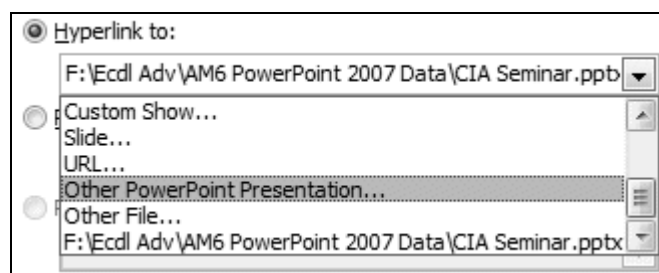 Hyperlink to:
F:\Ecdl Adv\AM6 PowerPoint 2007 Data\CIA Seminar.pptx
Custom Show...
Slide...
URL...
Other PowerPoint Presentation...
Other File...
F:\Ecdl Adv\AM6 PowerPoint 2007 Data\CIA Seminar.pptx